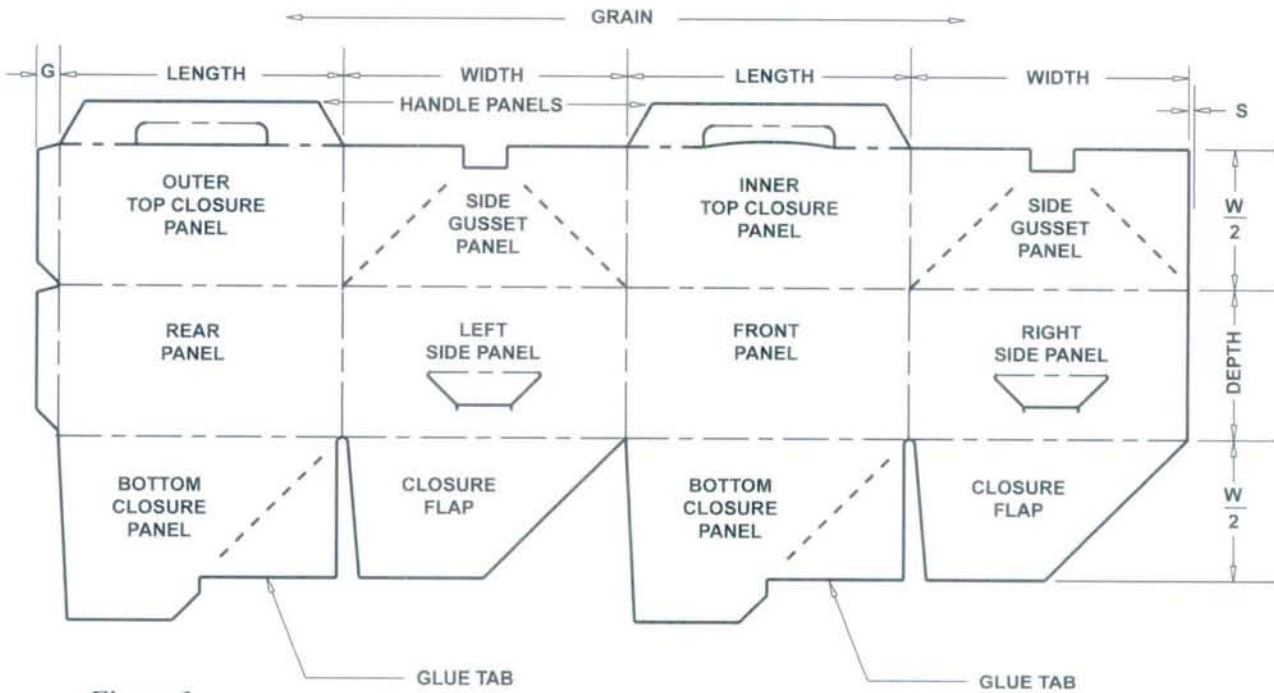 GRAIN
G
LENGTH
WIDTH
LENGTH
WIDTH
HANDLE PANELS
S
OUTER
TOP CLOSURE
PANEL
SIDE
GUSSET
PANEL
INNER
TOP CLOSURE
PANEL
SIDE
GUSSET
PANEL
W
2
REAR
PANEL
LEFT
SIDE PANEL
FRONT
PANEL
RIGHT
SIDE PANEL
DEPTH
BOTTOM
CLOSURE
PANEL
CLOSURE
FLAP
BOTTOM
CLOSURE
PANEL
CLOSURE
FLAP
W
2
GLUE TAB
GLUE TAB